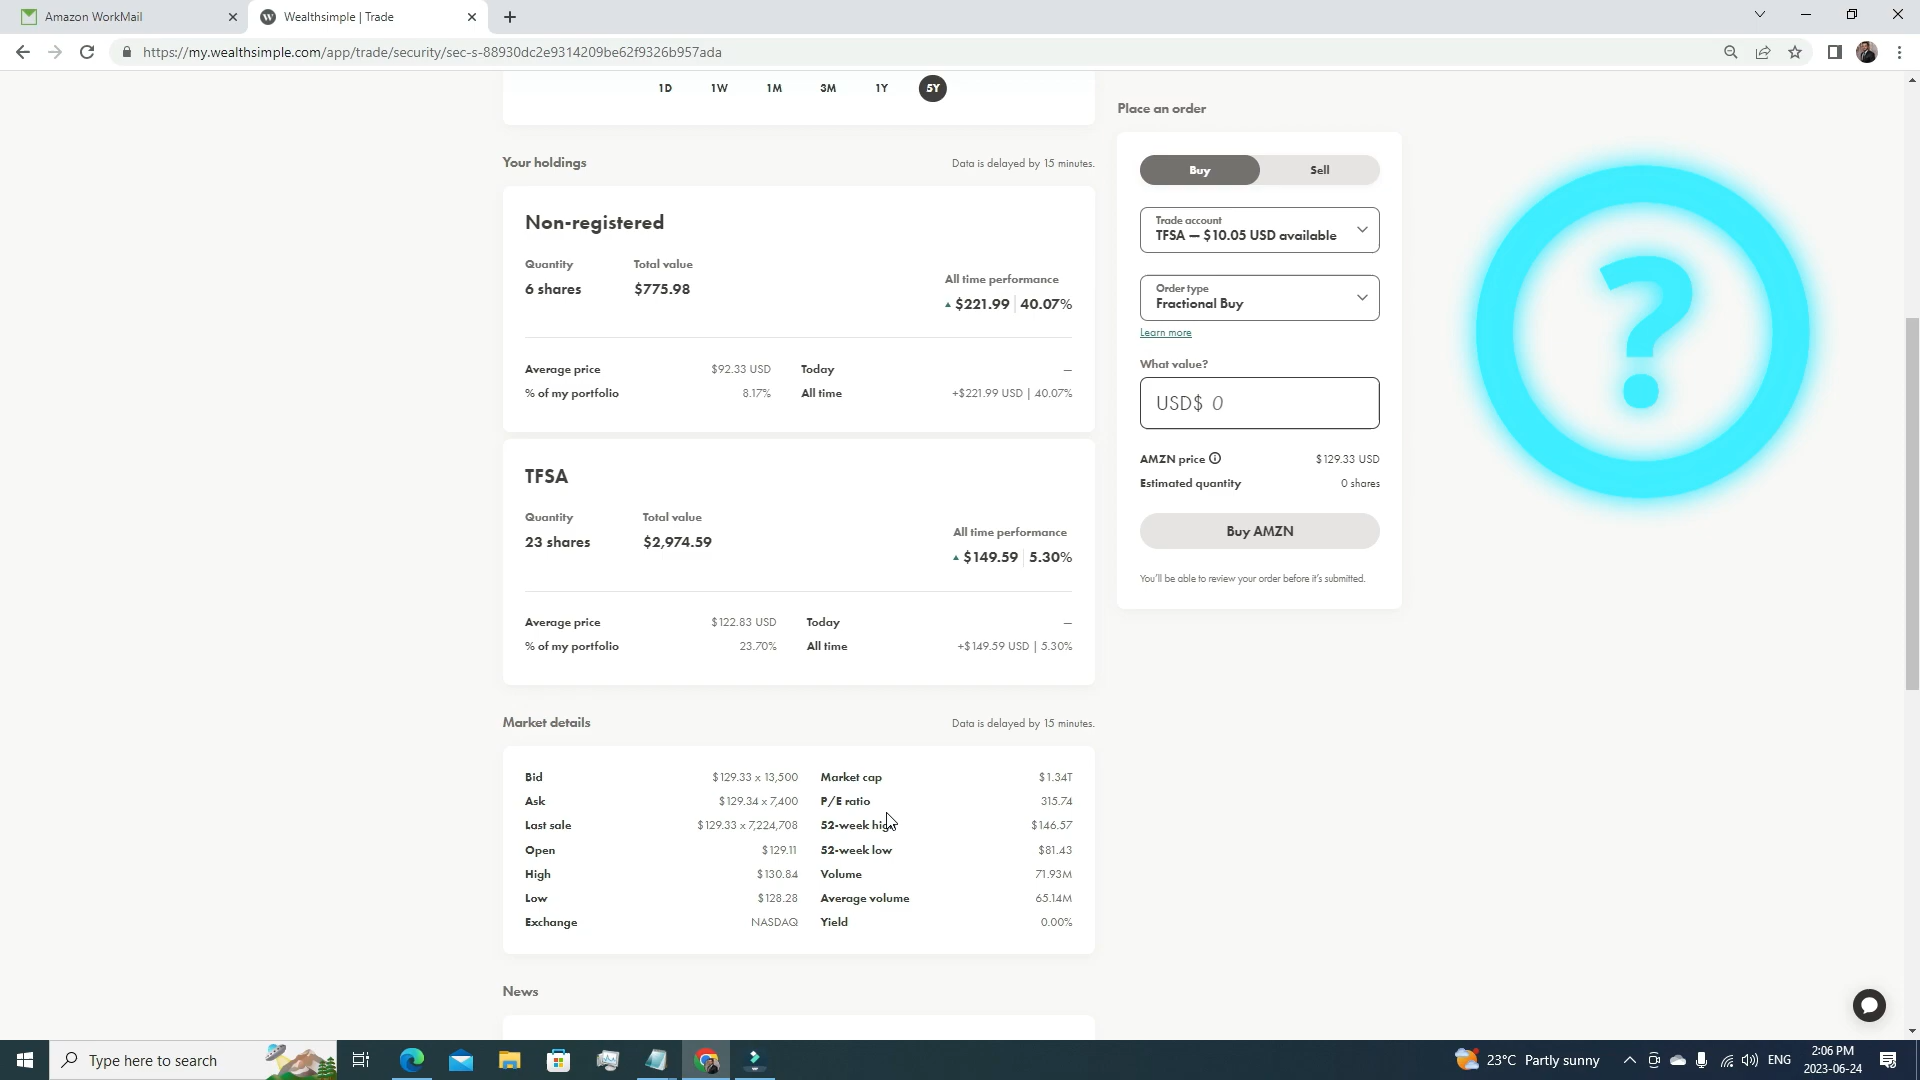 Amazon WorkMail
Wealthsimple | Trade
https://my.wealthsimple.com/app/trade/security/sec-s-88930dc2e9314209be62f9326b957ada
1D 1W 1M 3M 1Y 5Y
Your holdings Data is delayed by 15 minutes.
Non-registered
Quantity Total value
6 shares $775.98
All time performance
$221.99 | 40.07%
Average price $92.33 USD Today —
% of my portfolio 8.17% All time +$221.99 USD | 40.07%
TFSA
Quantity Total value
23 shares $2,974.59
All time performance
$149.59 | 5.30%
Average price $122.83 USD Today —
% of my portfolio 23.70% All time +$149.59 USD | 5.30%
Market details Data is delayed by 15 minutes.
Bid $129.33 x 13,500 Market cap $1.34T
Ask $129.34 x 7,400 P/E ratio 315.74
Last sale $129.33 x 7,224,708 52-week high $146.57
Open $129.11 52-week low $81.43
High $130.84 Volume 71.93M
Low $128.28 Average volume 65.14M
Exchange NASDAQ Yield 0.00%
News
Place an order
Buy Sell
Trade account
TFSA — $10.05 USD available
Order type
Fractional Buy
Learn more
What value?
USD$ 0
AMZN price $129.33 USD
Estimated quantity 0 shares
Buy AMZN
You'll be able to review your order before it's submitted.
?
Type here to search
23°C Partly sunny
ENG
2:06 PM
2023-06-24